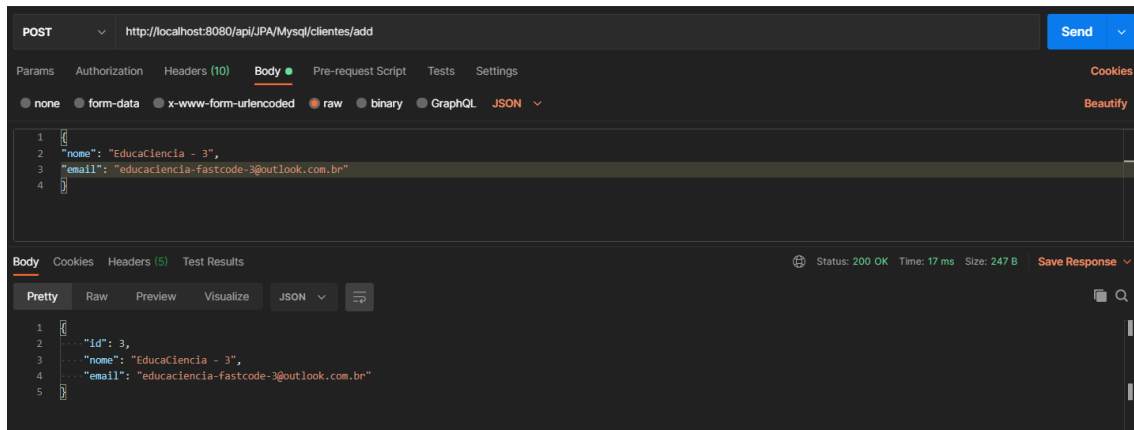 POST http://localhost:8080/api/JPA/Mysql/clientes/add Send
Params Authorization Headers (10) Body Pre-request Script Tests Settings Cookies
none form-data x-www-form-urlencoded raw binary GraphQL JSON Beautify
1 {
2 "nome": "EducaCiencia - 3",
3 "email": "educaciencia-fastcode-3@outlook.com.br"
4 }
Body Cookies Headers (5) Test Results Status: 200 OK Time: 17 ms Size: 247 B Save Response
Pretty Raw Preview Visualize JSON
1 {
2 "id": 3,
3 "nome": "EducaCiencia - 3",
4 "email": "educaciencia-fastcode-3@outlook.com.br"
5 }